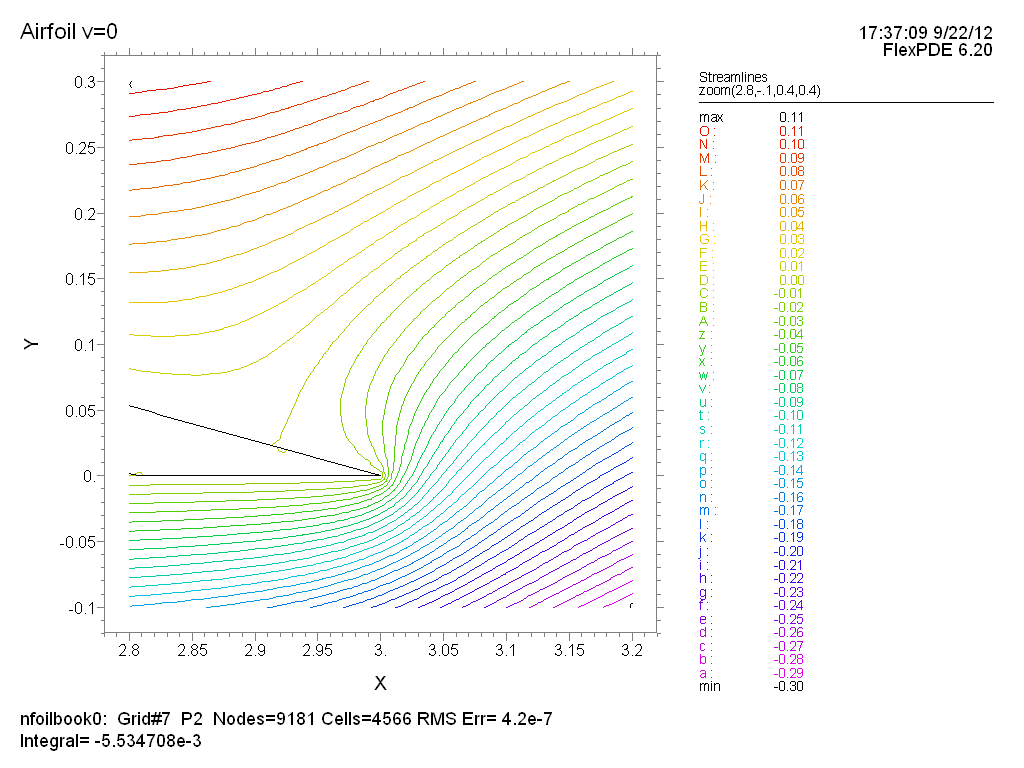 Airfoil v=0
17:37:09 9/22/12
FlexPDE 6.20
Streamlines
zoom(2.8,-.1,0.4,0.4)
max 0.11
O : 0.11
N : 0.10
M : 0.09
L : 0.08
K : 0.07
J : 0.06
I : 0.05
H : 0.04
G : 0.03
F : 0.02
E : 0.01
D : 0.00
C : -0.01
B : -0.02
A : -0.03
z : -0.04
y : -0.05
x : -0.06
w : -0.07
v : -0.08
u : -0.09
t : -0.10
s : -0.11
r : -0.12
q : -0.13
p : -0.14
o : -0.15
n : -0.16
m : -0.17
l : -0.18
k : -0.19
j : -0.20
i : -0.21
h : -0.22
g : -0.23
f : -0.24
e : -0.25
d : -0.26
c : -0.27
b : -0.28
a : -0.29
min -0.30
0.3
0.25
0.2
0.15
0.1
0.05
0.
-0.05
-0.1
Y
2.8 2.85 2.9 2.95 3. 3.05 3.1 3.15 3.2
X
nfoilbook0: Grid#7 P2 Nodes=9181 Cells=4566 RMS Err= 4.2e-7
Integral= -5.534708e-3